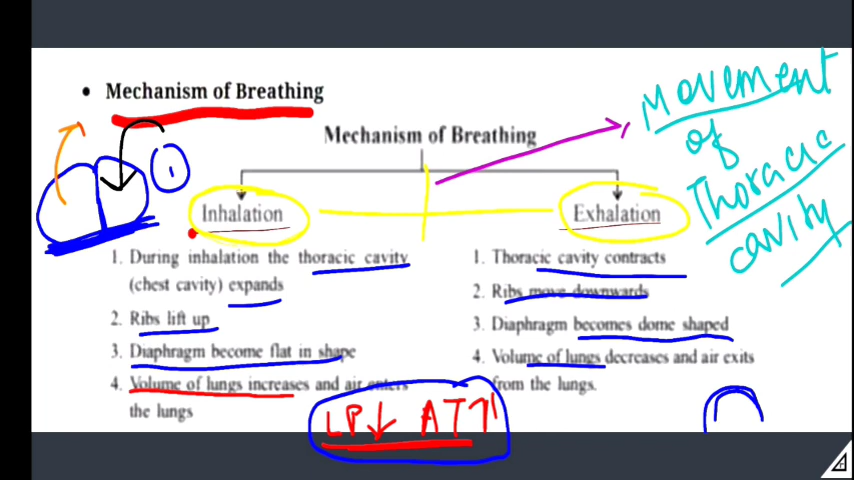 • Mechanism of Breathing
Mechanism of Breathing
Movement
of
Thoracic
cavity
1
Inhalation
1. During inhalation the thoracic cavity
(chest cavity) expands
2. Ribs lift up
3. Diaphragm become flat in shape
4. Volume of lungs increases and air enters
the lungs
Exhalation
1. Thoracic cavity contracts
2. Ribs move downwards
3. Diaphragm becomes dome shaped
4. Volume of lungs decreases and air exits
from the lungs.
LP↓ AT↑